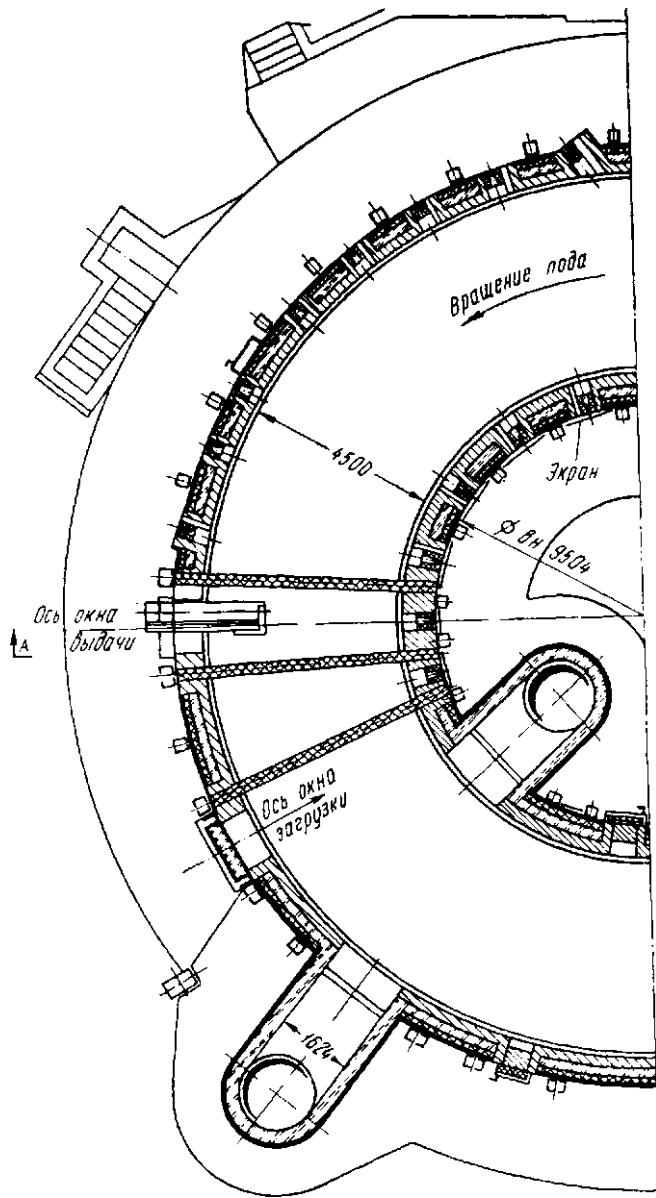 Вращение пода
4500
Экран
Ø вн 9504
Ось окна
выдачи
А
Ось окна
загрузки
1624